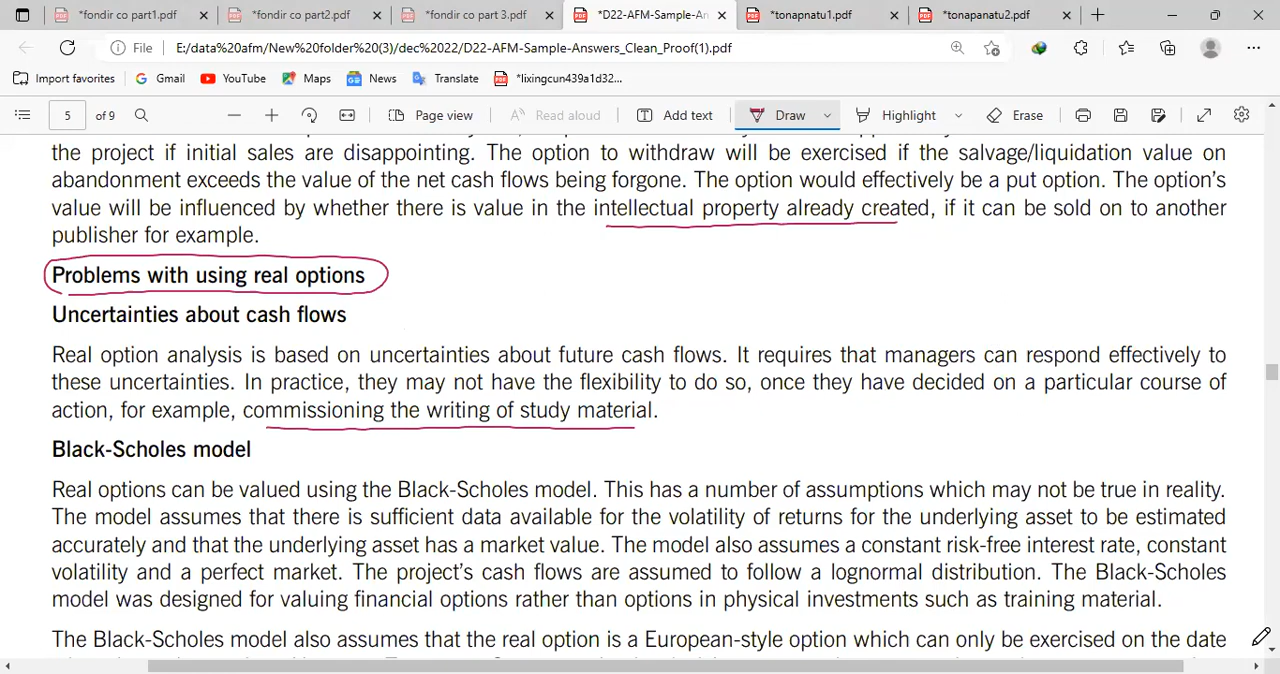 *fondir co part1.pdf
*fondir co part2.pdf
*fondir co part 3.pdf
*D22-AFM-Sample-An
*tonapnatu1.pdf
*tonapanatu2.pdf
File E:/data%20afm/New%20folder%20(3)/dec%2022/D22-AFM-Sample-Answers_Clean_Proof(1).pdf
Import favorites Gmail YouTube Maps News Translate *lixingcun439a1d32...
5 of 9 Page view Read aloud Add text Draw Highlight Erase
the project if initial sales are disappointing. The option to withdraw will be exercised if the salvage/liquidation value on
abandonment exceeds the value of the net cash flows being forgone. The option would effectively be a put option. The option's
value will be influenced by whether there is value in the intellectual property already created, if it can be sold on to another
publisher for example.
Problems with using real options
Uncertainties about cash flows
Real option analysis is based on uncertainties about future cash flows. It requires that managers can respond effectively to
these uncertainties. In practice, they may not have the flexibility to do so, once they have decided on a particular course of
action, for example, commissioning the writing of study material.
Black-Scholes model
Real options can be valued using the Black-Scholes model. This has a number of assumptions which may not be true in reality.
The model assumes that there is sufficient data available for the volatility of returns for the underlying asset to be estimated
accurately and that the underlying asset has a market value. The model also assumes a constant risk-free interest rate, constant
volatility and a perfect market. The project's cash flows are assumed to follow a lognormal distribution. The Black-Scholes
model was designed for valuing financial options rather than options in physical investments such as training material.
The Black-Scholes model also assumes that the real option is a European-style option which can only be exercised on the date